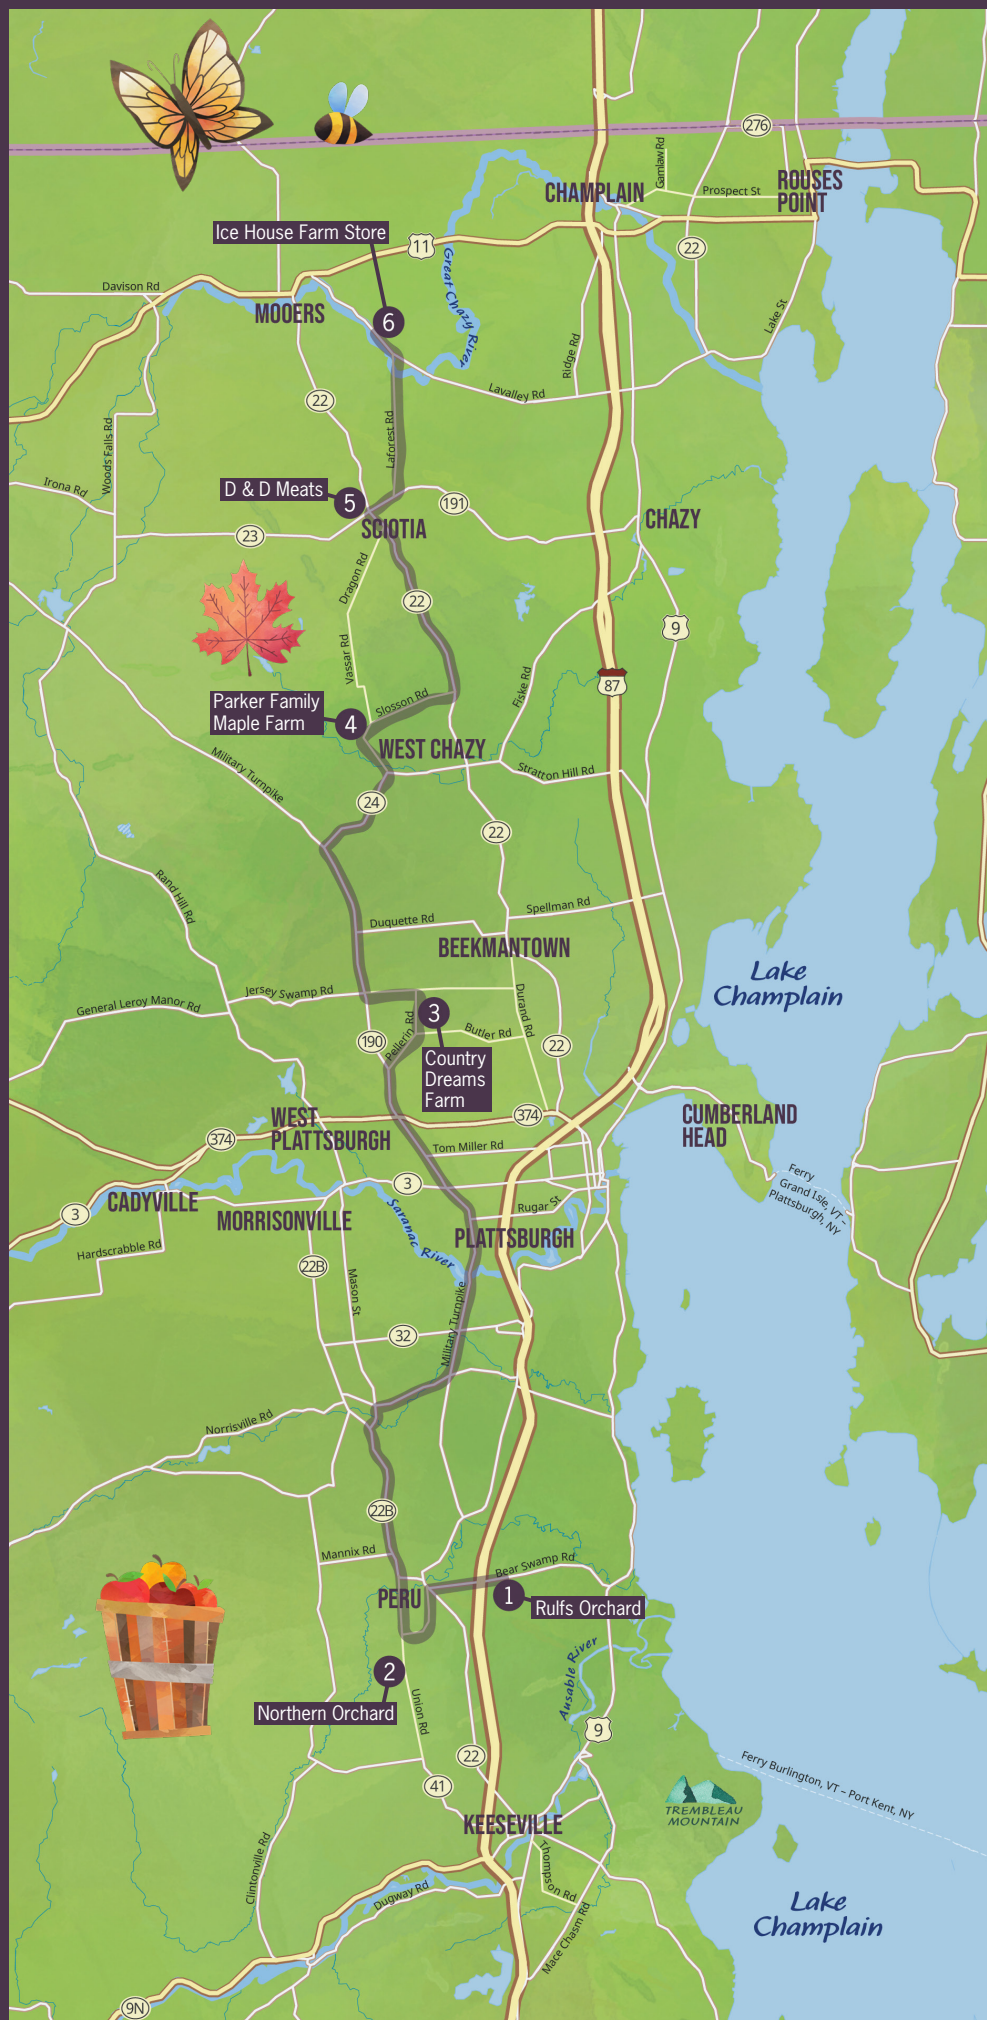 276
Gamlaw Rd
CHAMPLAIN
Prospect St
ROUSES
POINT
Ice House Farm Store
11
22
Great Chazy River
Davison Rd
MOOERS
6
Lake St
Ridge Rd
Lavalley Rd
22
Laforest Rd
Woods Falls Rd
Irona Rd
D & D Meats
5
191
SCIOTIA
CHAZY
23
Dragon Rd
22
9
Vassar Rd
Fiske Rd
87
Parker Family
Maple Farm
4
Slosson Rd
WEST CHAZY
Military Turnpike
Stratton Hill Rd
24
22
Rand Hill Rd
Duquette Rd
Spellman Rd
BEEKMANTOWN
Lake
Champlain
Jersey Swamp Rd
General Leroy Manor Rd
3
Durand Rd
Pellerin Rd
Butler Rd
190
22
Country
Dreams
Farm
374
WEST
PLATTSBURGH
CUMBERLAND
HEAD
374
Tom Miller Rd
Ferry
Grand Isle, VT –
Plattsburgh, NY
3
CADYVILLE
3
MORRISONVILLE
Saranac River
Rugar St
PLATTSBURGH
Hardscrabble Rd
22B
Mason St
Military Turnpike
32
Norrisville Rd
22B
Mannix Rd
Bear Swamp Rd
PERU
1
Rulfs Orchard
2
Northern Orchard
Union Rd
Ausable River
9
22
41
Ferry Burlington, VT – Port Kent, NY
TREMBLEAU
MOUNTAIN
KEESEVILLE
Clintonville Rd
Thompson Rd
Dugway Rd
Mace Chasm Rd
Lake
Champlain
9N